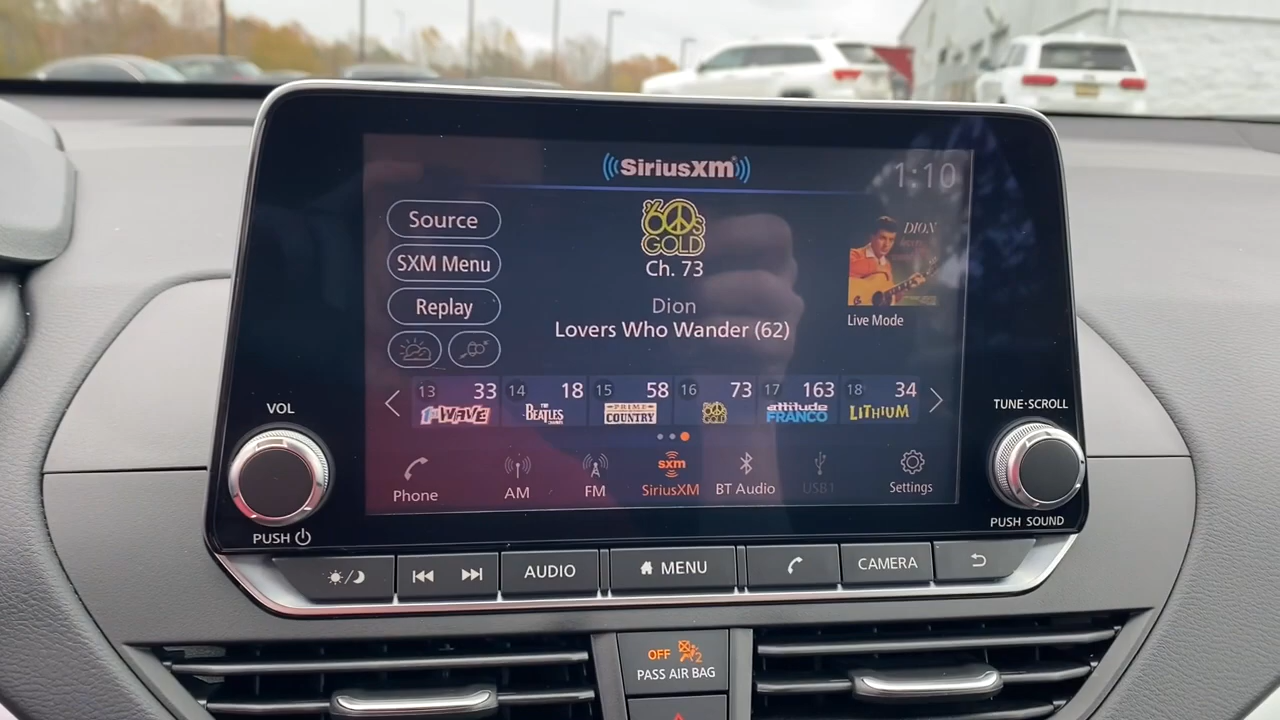 SiriusXM
1:10
Source
SXM Menu
Replay
'60s
GOLD
Ch. 73
Dion
Lovers Who Wander (62)
DION
Live Mode
13 33
1st WAVE
14 18
THE
BEATLES
CHANNEL
15 58
PRIME
COUNTRY
16 73
'60s
GOLD
17 163
attitude
FRANCO
18 34
LITHIUM
Phone
AM
FM
sxm
SiriusXM
BT Audio
USB1
Settings
VOL
PUSH
TUNE·SCROLL
PUSH SOUND
AUDIO
MENU
CAMERA
OFF
2
PASS AIR BAG